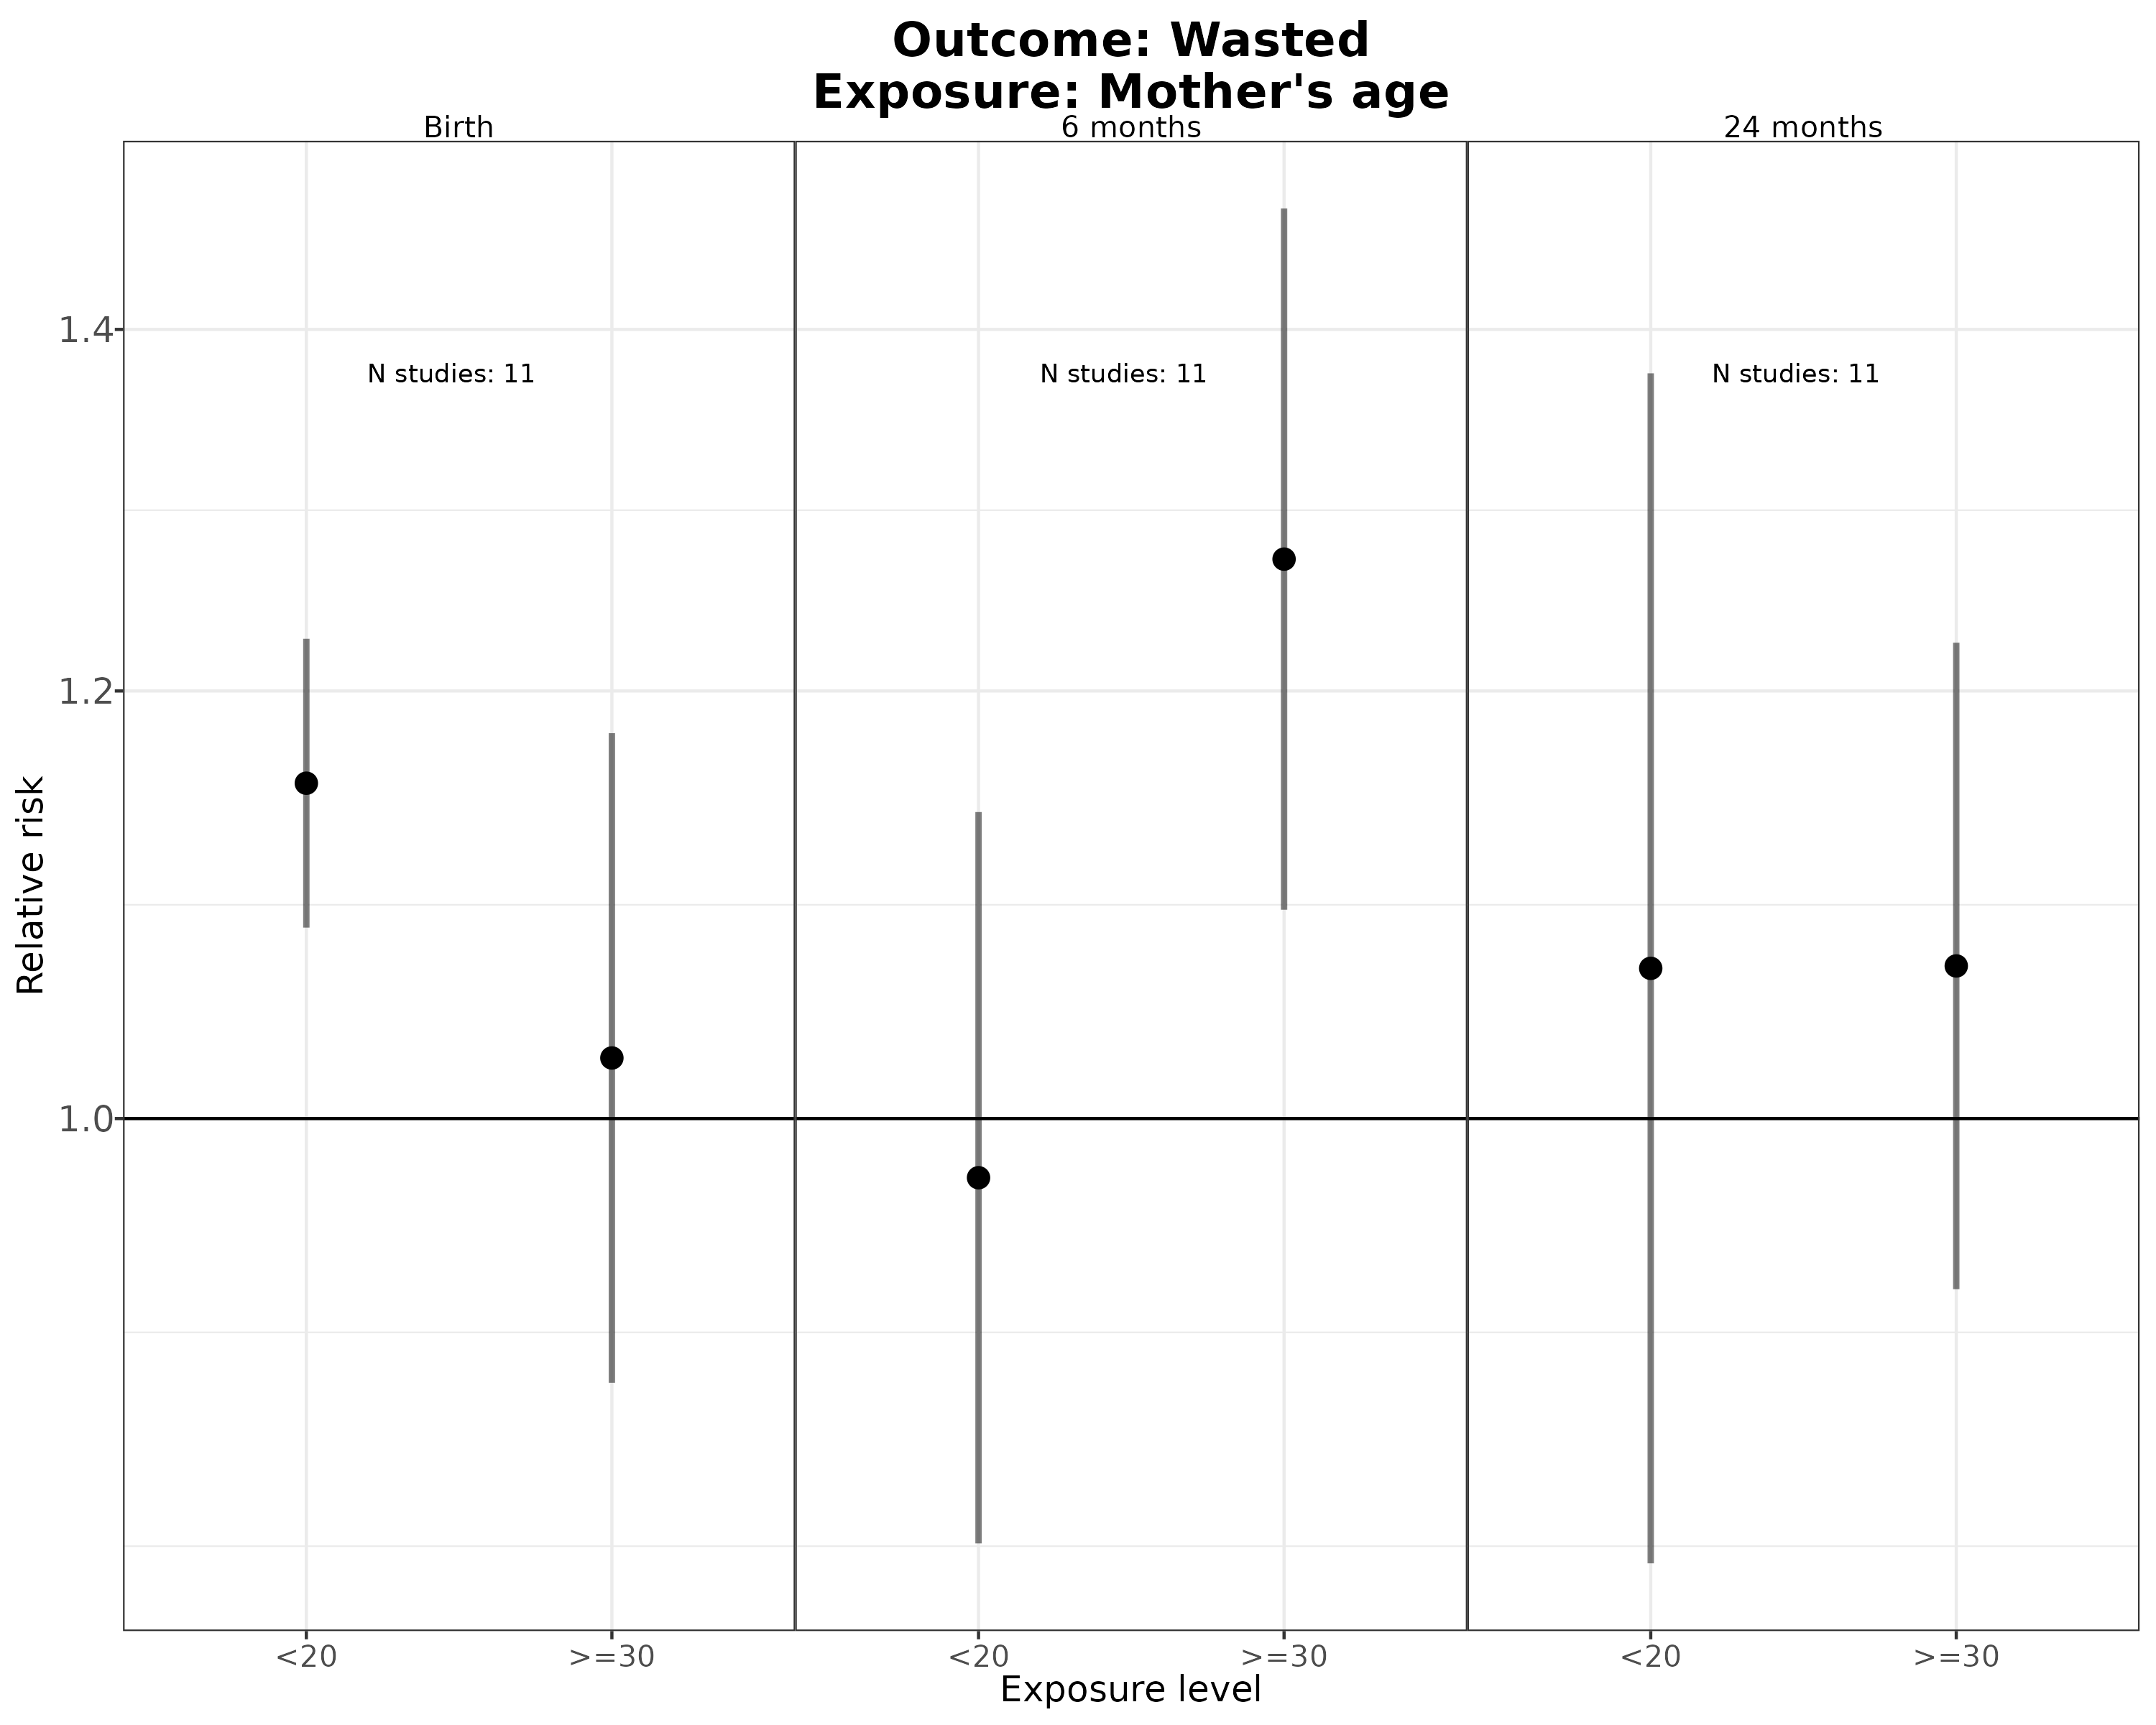 Outcome: Wasted
Exposure: Mother's age
Birth
6 months
24 months
1.4
1.2
1.0
Relative risk
N studies: 11
N studies: 11
N studies: 11
<20
>=30
<20
>=30
<20
>=30
Exposure level